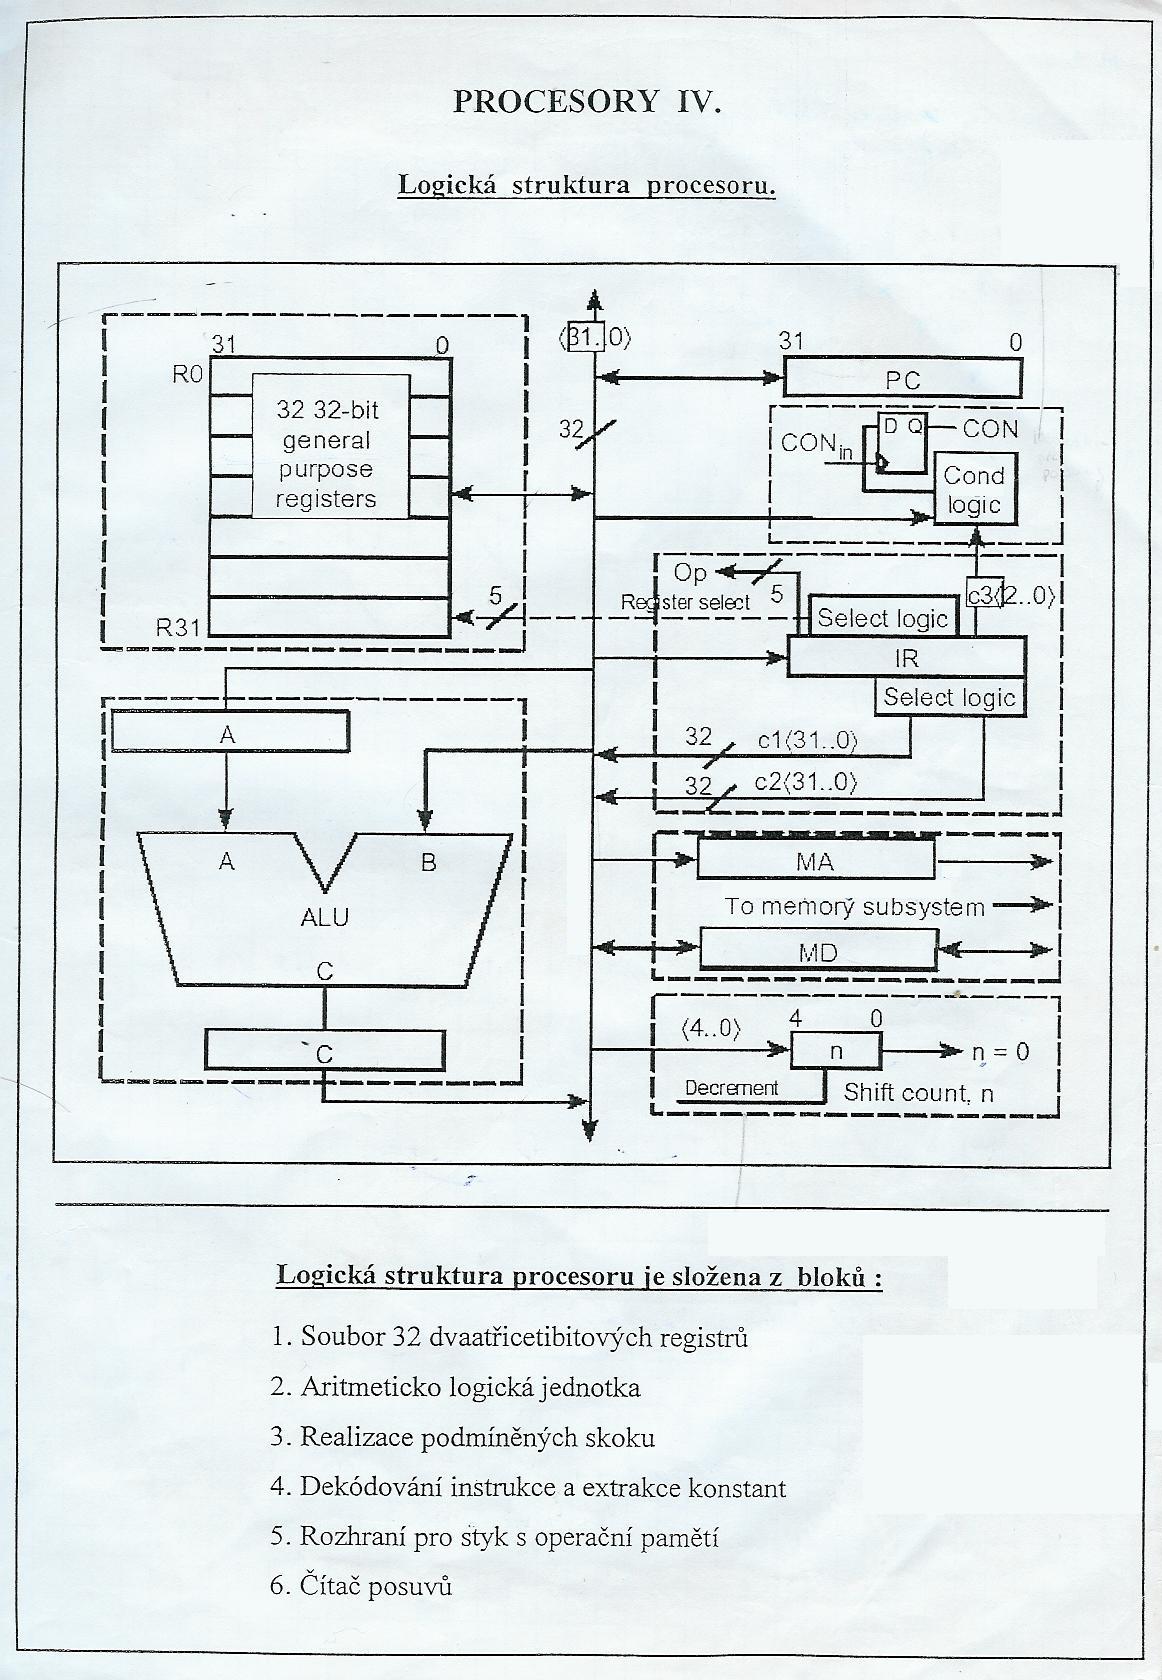 PROCESORY IV.
Logická struktura procesoru.
31 0
R0
32 32-bit
general
purpose
registers
R31
5
⟨31..0⟩
32
31 0
PC
CONin
D Q
CON
Cond
logic
Op
5
Register select
c3⟨2..0⟩
Select logic
IR
Select logic
32 c1⟨31..0⟩
32 c2⟨31..0⟩
A
A B
ALU
C
C
MA
To memory subsystem
MD
⟨4..0⟩
4 0
n
n = 0
Decrement
Shift count, n
Logická struktura procesoru je složena z bloků :
1. Soubor 32 dvaatřicetibitových registrů
2. Aritmeticko logická jednotka
3. Realizace podmíněných skoku
4. Dekódování instrukce a extrakce konstant
5. Rozhraní pro styk s operační pamětí
6. Čítač posuvů